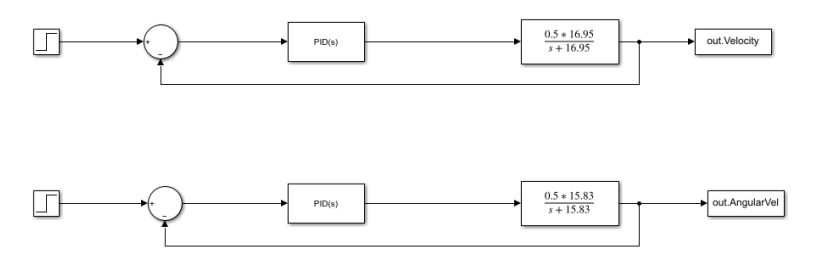 +
−
PID(s)
0.5 * 16.95
s + 16.95
out.Velocity
+
−
PID(s)
0.5 * 15.83
s + 15.83
out.AngularVel